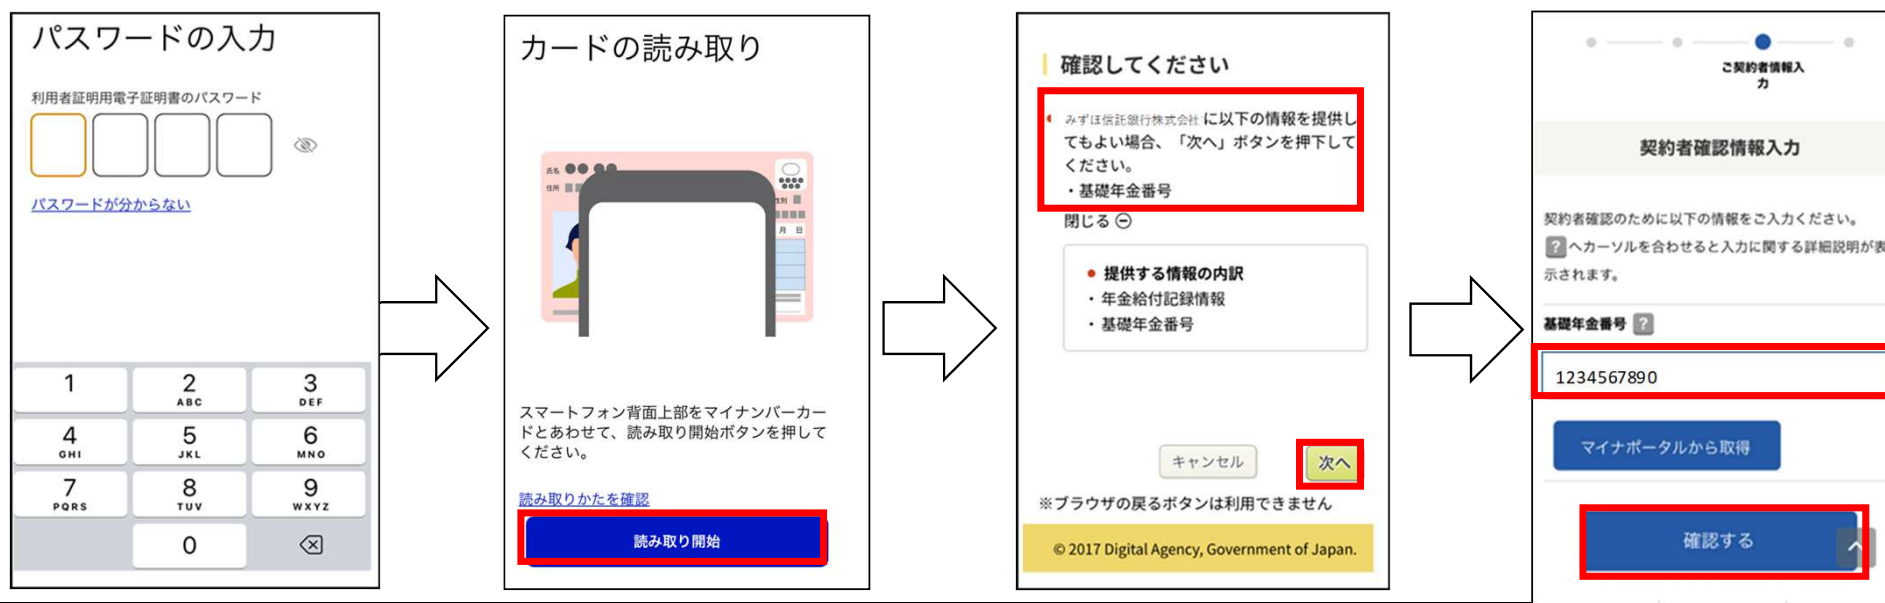 パスワードの入力
利用者証明用電子証明書のパスワード
パスワードが分からない
1
2
ABC
3
DEF
4
GHI
5
JKL
6
MNO
7
PQRS
8
TUV
9
WXYZ
0
カードの読み取り
氏名
住所
性別
月 日
スマートフォン背面上部をマイナンバーカー
ドとあわせて、読み取り開始ボタンを押して
ください。
読み取りかたを確認
読み取り開始
確認してください
みずほ信託銀行株式会社に以下の情報を提供し
てもよい場合、「次へ」ボタンを押下して
ください。
・基礎年金番号
閉じる
提供する情報の内訳
・年金給付記録情報
・基礎年金番号
キャンセル
次へ
※ブラウザの戻るボタンは利用できません
© 2017 Digital Agency, Government of Japan.
ご契約者情報入
力
契約者確認情報入力
契約者確認のために以下の情報をご入力ください。
?へカーソルを合わせると入力に関する詳細説明が表
示されます。
基礎年金番号 ?
1234567890
マイナポータルから取得
確認する